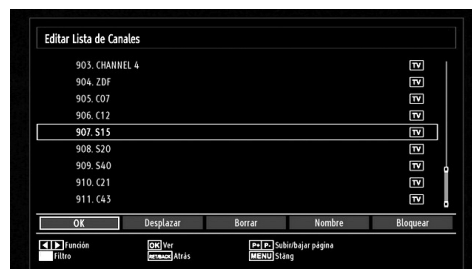 Editar Lista de Canales
903. CHANNEL 4 TV
904. ZDF TV
905. C07 TV
906. C12 TV
907. S15 TV
908. S20 TV
909. S40 TV
910. C21 TV
911. C43 TV
OK Desplazar Borrar Nombre Bloquear
Función OK Ver P+ P- Subir/bajar página
Filtro RET/BACK Atrás MENU Stäng